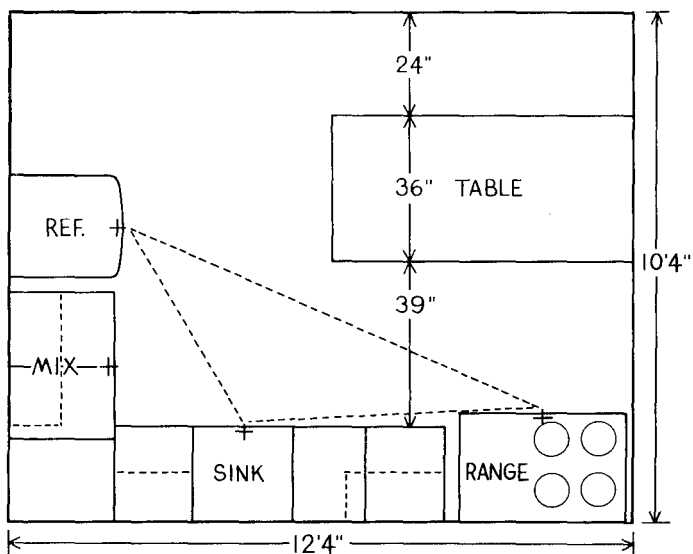 24"
36" TABLE
REF.
10'4"
39"
MIX
SINK
RANGE
12'4"